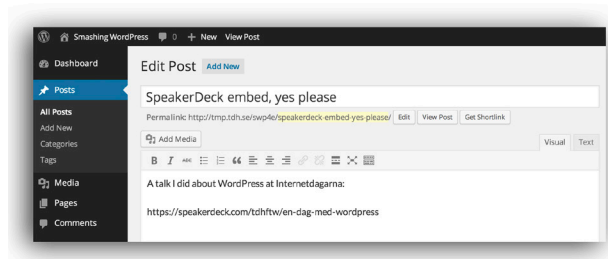 Smashing WordPress 0 + New View Post
Dashboard
Posts
All Posts
Add New
Categories
Tags
Media
Pages
Comments
Edit Post Add New
SpeakerDeck embed, yes please
Permalink: http://tmp.tdh.se/swp4e/speakerdeck-embed-yes-please/ Edit View Post Get Shortlink
Add Media
Visual Text
B I ABC
A talk I did about WordPress at Internetdagarna:
https://speakerdeck.com/tdhftw/en-dag-med-wordpress